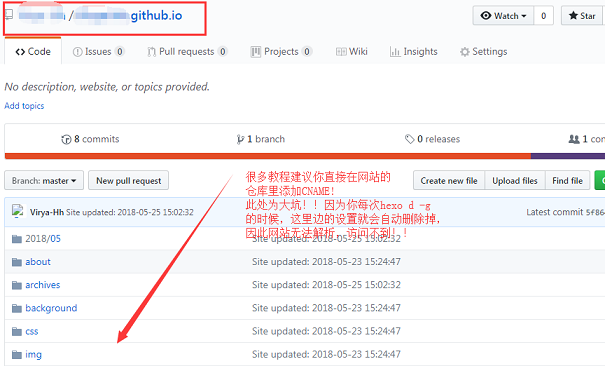 / .github.io
Watch 0 Star
Code Issues 0 Pull requests 0 Projects 0 Wiki Insights Settings
No description, website, or topics provided.
Add topics
8 commits 1 branch 0 releases 1 con
Branch: master New pull request Create new file Upload files Find file
很多教程建议你直接在网站的
仓库里添加CNAME!
此处为大坑!!因为你每次hexo d -g
的时候,这里边的设置就会自动删除掉,
因此网站无法解析,访问不到!!
Virya-Hh Site updated: 2018-05-25 15:02:32 Latest commit 5f86
2018/05 Site updated: 2018-05-25 15:02:32
about Site updated: 2018-05-23 15:24:47
archives Site updated: 2018-05-25 15:02:32
background Site updated: 2018-05-23 15:24:47
css Site updated: 2018-05-23 15:24:47
img Site updated: 2018-05-23 15:24:47